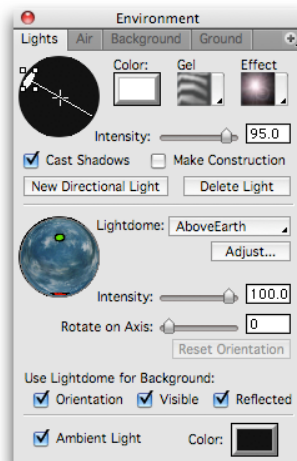 Environment
Lights Air Background Ground
Color: Gel Effect
Intensity: 95.0
Cast Shadows Make Construction
New Directional Light Delete Light
Lightdome: AboveEarth
Adjust...
Intensity: 100.0
Rotate on Axis: 0
Reset Orientation
Use Lightdome for Background:
Orientation Visible Reflected
Ambient Light Color: